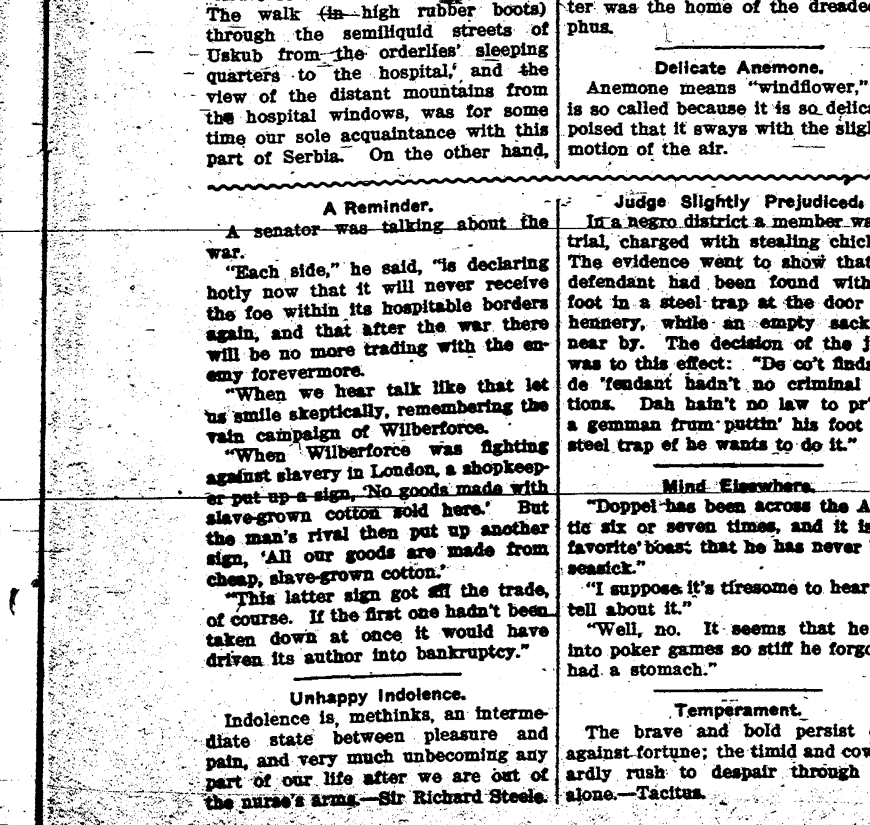 The walk (in high rubber boots)
through the semiliquid streets of
Uskub from the orderlies' sleeping
quarters to the hospital, and the
view of the distant mountains from
the hospital windows, was for some
time our sole acquaintance with this
part of Serbia. On the other hand,
A Reminder.
A senator was talking about the
war.
"Each side," he said, "is declaring
hotly now that it will never receive
the foe within its hospitable borders
again, and that after the war there
will be no more trading with the en-
emy forevermore.
"When we hear talk like that let
us smile skeptically, remembering the
vain campaign of Wilberforce.
"When Wilberforce was fighting
against slavery in London, a shopkeep-
er put up a sign, 'No goods made with
slave-grown cotton sold here.' But
the man's rival then put up another
sign, 'All our goods are made from
cheap, slave-grown cotton.'
"This latter sign got all the trade,
of course. If the first one hadn't been
taken down at once it would have
driven its author into bankruptcy."
Unhappy Indolence.
Indolence is, methinks, an interme-
diate state between pleasure and
pain, and very much unbecoming any
part of our life after we are out of
the nurse's arms.—Sir Richard Steele.
ter was the home of the dreaded
phus.
Delicate Anemone.
Anemone means "windflower,"
is so called because it is so delica
poised that it sways with the sligh
motion of the air.
Judge Slightly Prejudiced.
In a negro district a member wa
trial, charged with stealing chick
The evidence went to show that
defendant had been found with
foot in a steel trap at the door
hennery, while an empty sack
near by. The decision of the j
was to this effect: "De co't finds
de 'fendant hadn't no criminal
tions. Dah hain't no law to pr'
a gemman frum puttin' his foot
steel trap ef he wants to do it."
Mind Elsewhere.
"Doppel has been across the A
tic six or seven times, and it is
favorite boast that he has never
seasick."
"I suppose it's tiresome to hear
tell about it."
"Well, no. It seems that he
into poker games so stiff he forgo
had a stomach."
Temperament.
The brave and bold persist
against fortune; the timid and cow
ardly rush to despair through
alone.—Tacitus.